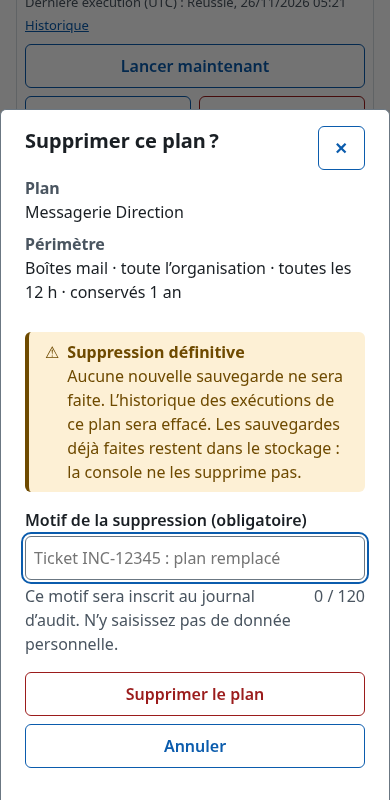 Dernière exécution (UTC) : Réussie, 26/11/2026 05:21
Historique
Lancer maintenant
Supprimer ce plan ?
×
Plan
Messagerie Direction
Périmètre
Boîtes mail · toute l’organisation · toutes les
12 h · conservés 1 an
⚠ Suppression définitive
Aucune nouvelle sauvegarde ne sera
faite. L’historique des exécutions de
ce plan sera effacé. Les sauvegardes
déjà faites restent dans le stockage :
la console ne les supprime pas.
Motif de la suppression (obligatoire)
Ticket INC-12345 : plan remplacé
Ce motif sera inscrit au journal 0 / 120
d’audit. N’y saisissez pas de donnée
personnelle.
Supprimer le plan
Annuler